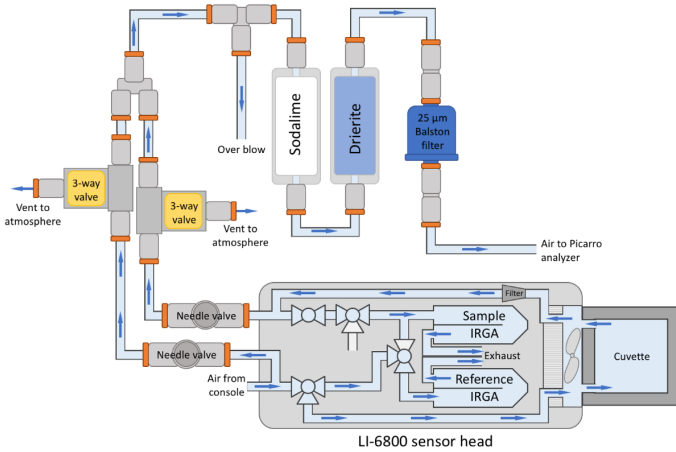 Sodalime
Drierite
25 µm
Balston
filter
Over blow
3-way
valve
3-way
valve
Vent to
atmosphere
Vent to
atmosphere
Air to Picarro
analyzer
Filter
Needle valve
Sample
IRGA
Needle valve
Exhaust
Cuvette
Air from
console
Reference
IRGA
LI-6800 sensor head